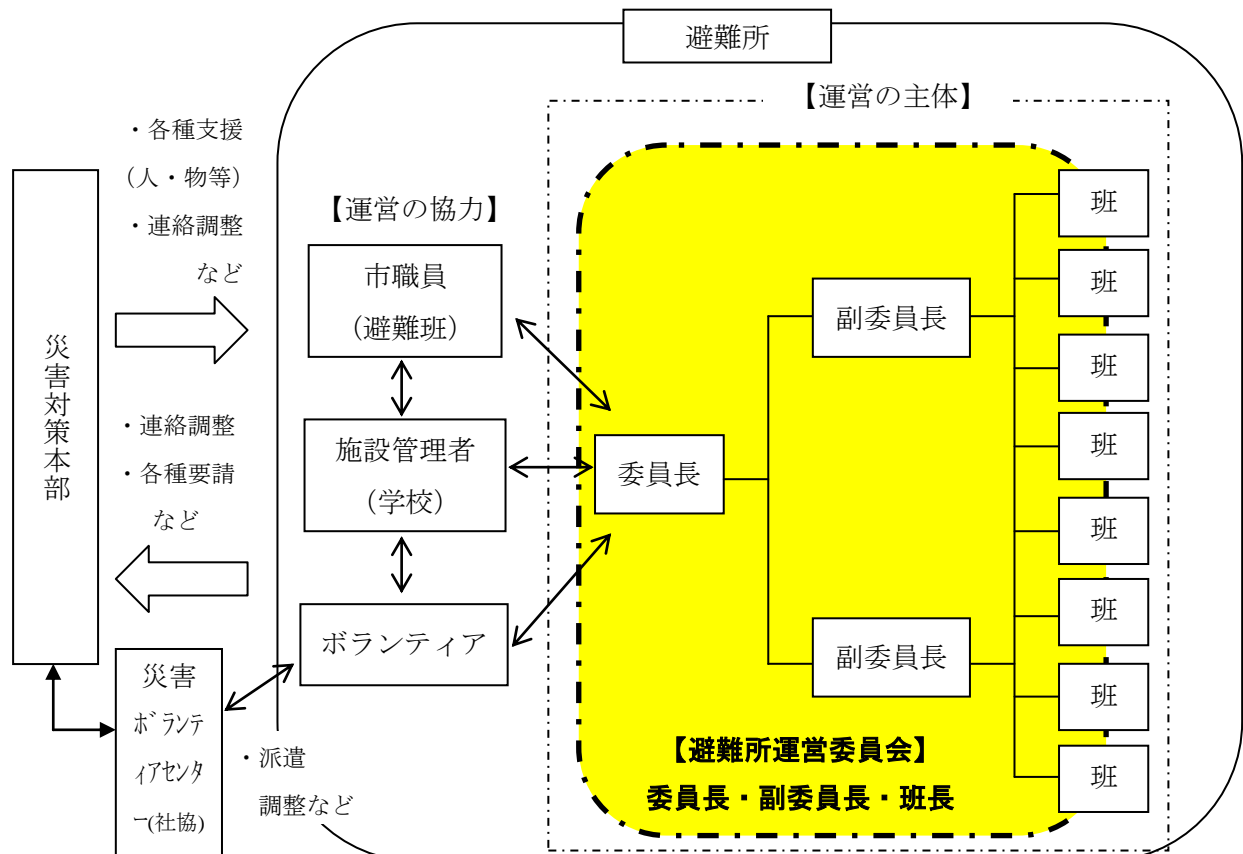 避難所
【運営の主体】
・各種支援
（人・物等）
・連絡調整
など
災害対策本部
・連絡調整
・各種要請
など
【運営の協力】
市職員
（避難班）
施設管理者
（学校）
ボランティア
災害
ﾎﾞﾗﾝﾃ
ｨｱｾﾝﾀ
ｰ(社協)
・派遣
調整など
委員長
副委員長
副委員長
班
班
班
班
班
班
班
班
【避難所運営委員会】
委員長・副委員長・班長